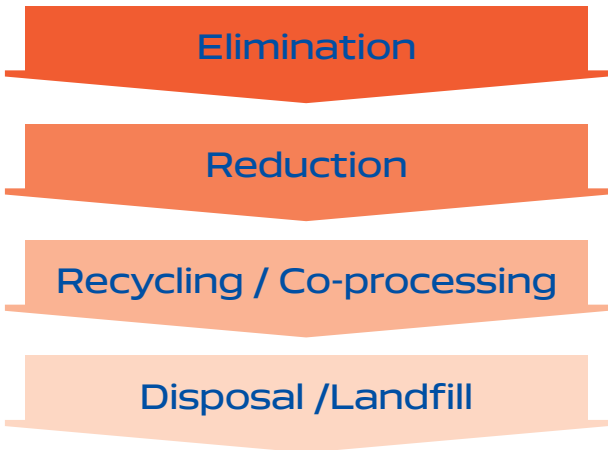 Elimination
Reduction
Recycling / Co-processing
Disposal /Landfill